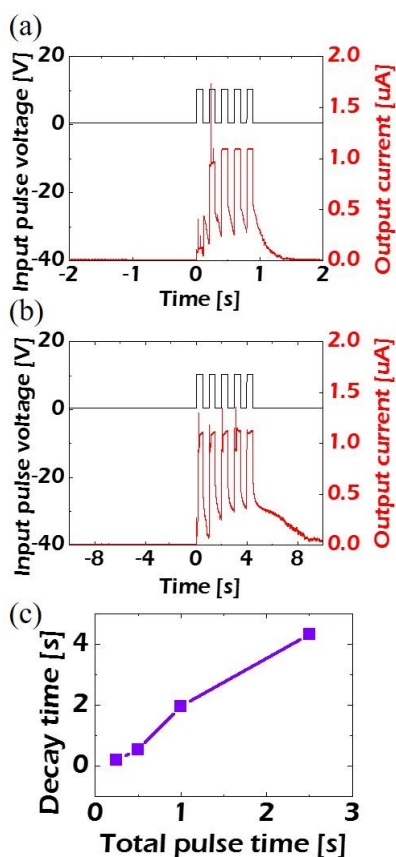 (a)
20
0
-20
-40
Input pulse voltage [V]
2.0
1.5
1.0
0.5
0.0
Output current [uA]
-2 -1 0 1 2
Time [s]
(b)
20
0
-20
-40
Input pulse voltage [V]
2.0
1.5
1.0
0.5
0.0
Output current [uA]
-8 -4 0 4 8
Time [s]
(c)
4
2
0
Decay time [s]
0 1 2 3
Total pulse time [s]